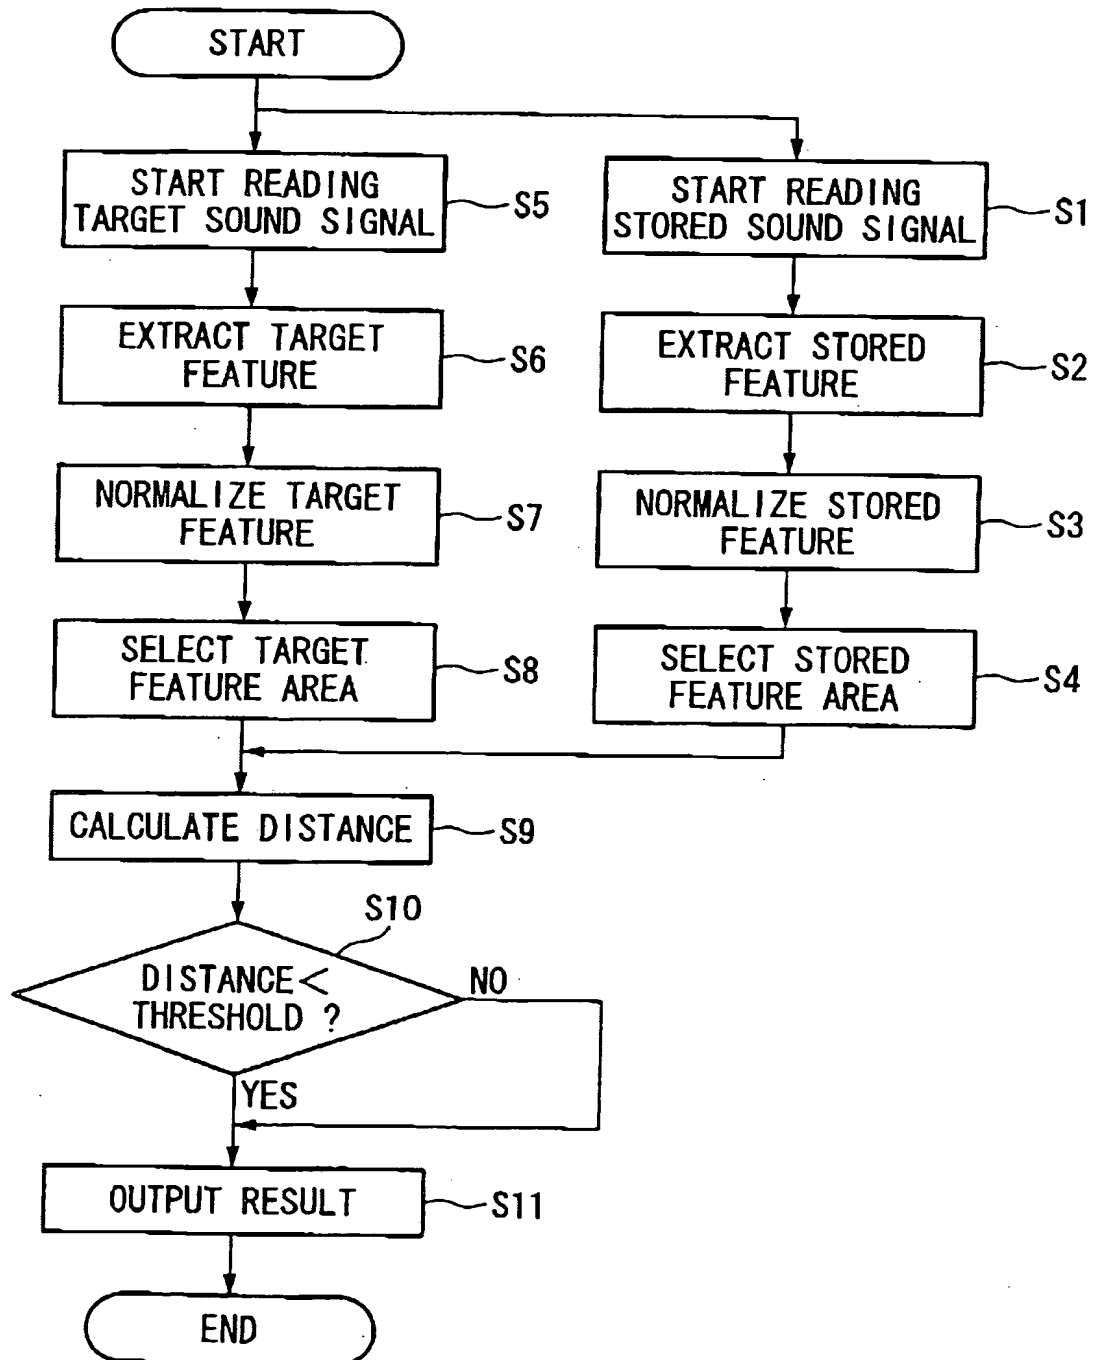 START
START READING
TARGET SOUND SIGNAL
S5
START READING
STORED SOUND SIGNAL
S1
EXTRACT TARGET
FEATURE
S6
EXTRACT STORED
FEATURE
S2
NORMALIZE TARGET
FEATURE
S7
NORMALIZE STORED
FEATURE
S3
SELECT TARGET
FEATURE AREA
S8
SELECT STORED
FEATURE AREA
S4
CALCULATE DISTANCE
S9
S10
DISTANCE<
THRESHOLD ?
NO
YES
OUTPUT RESULT
S11
END